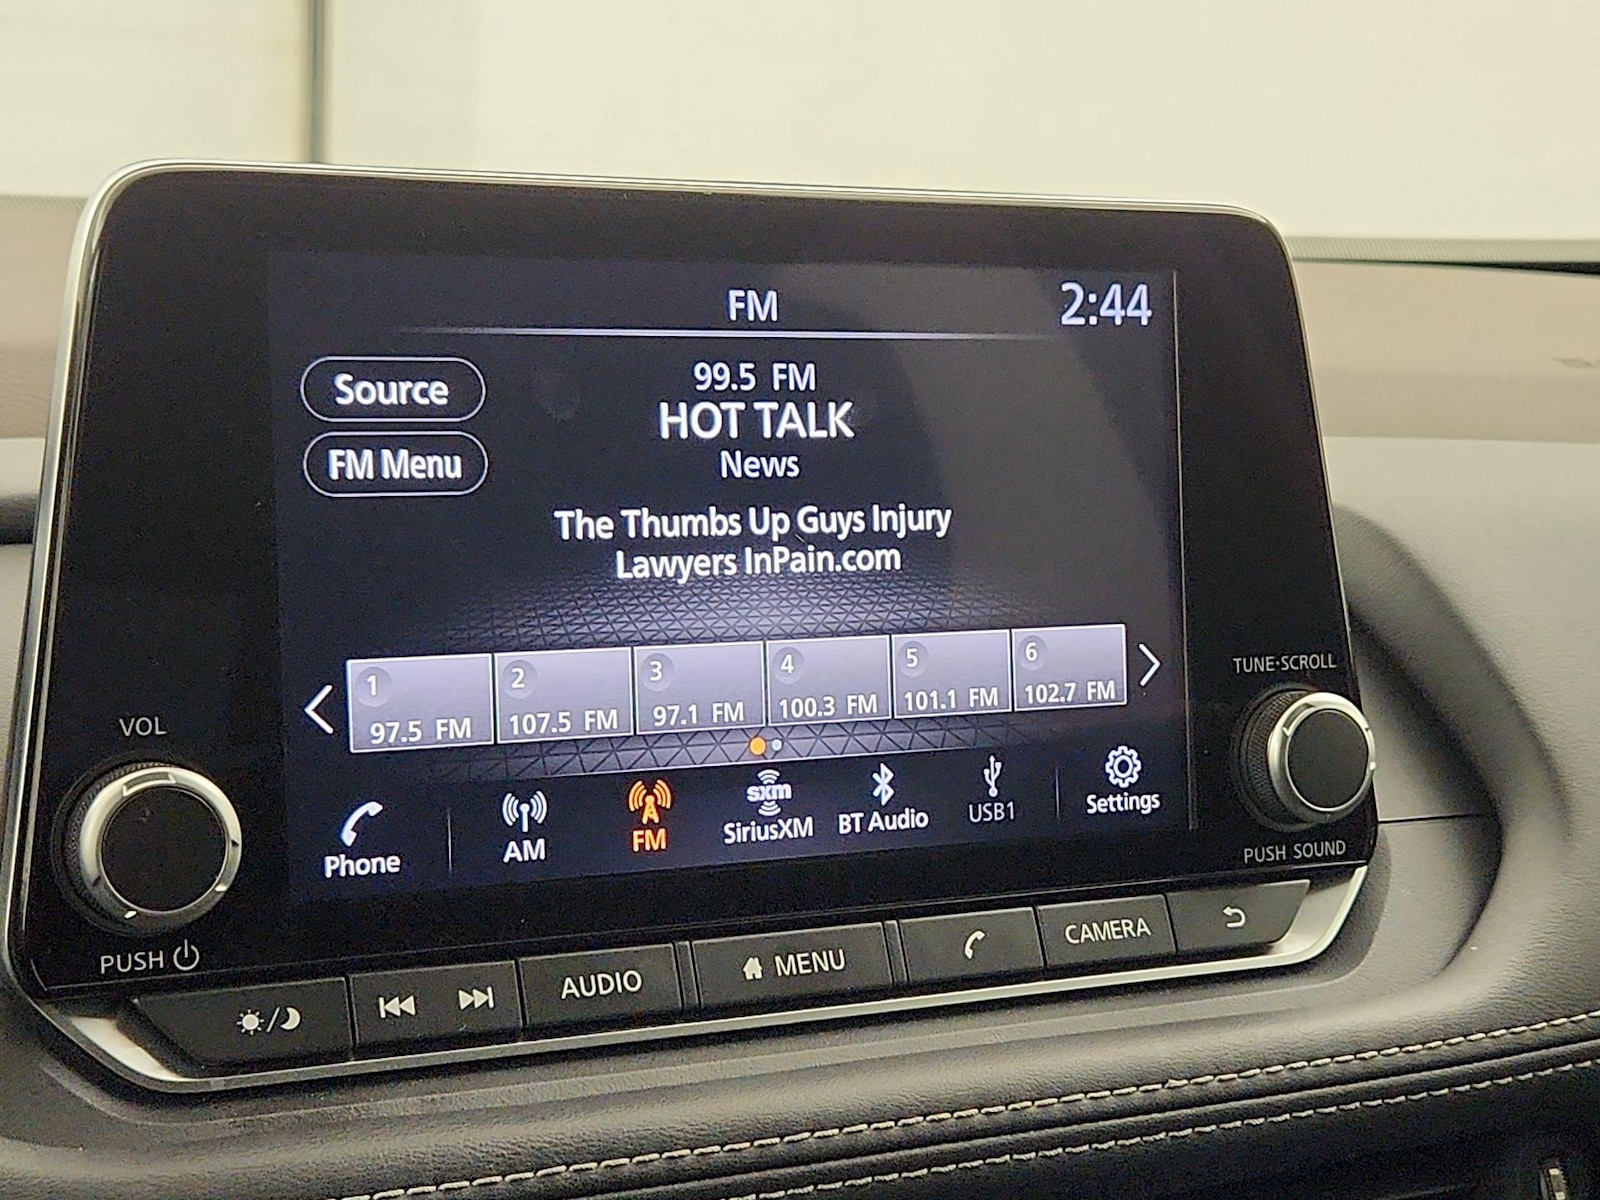 FM
2:44
Source
FM Menu
99.5 FM
HOT TALK
News
The Thumbs Up Guys Injury
Lawyers InPain.com
1
97.5 FM
2
107.5 FM
3
97.1 FM
4
100.3 FM
5
101.1 FM
6
102.7 FM
Phone
AM
FM
sxm
SiriusXM
BT Audio
USB1
Settings
VOL
PUSH
TUNE·SCROLL
PUSH SOUND
AUDIO
MENU
CAMERA